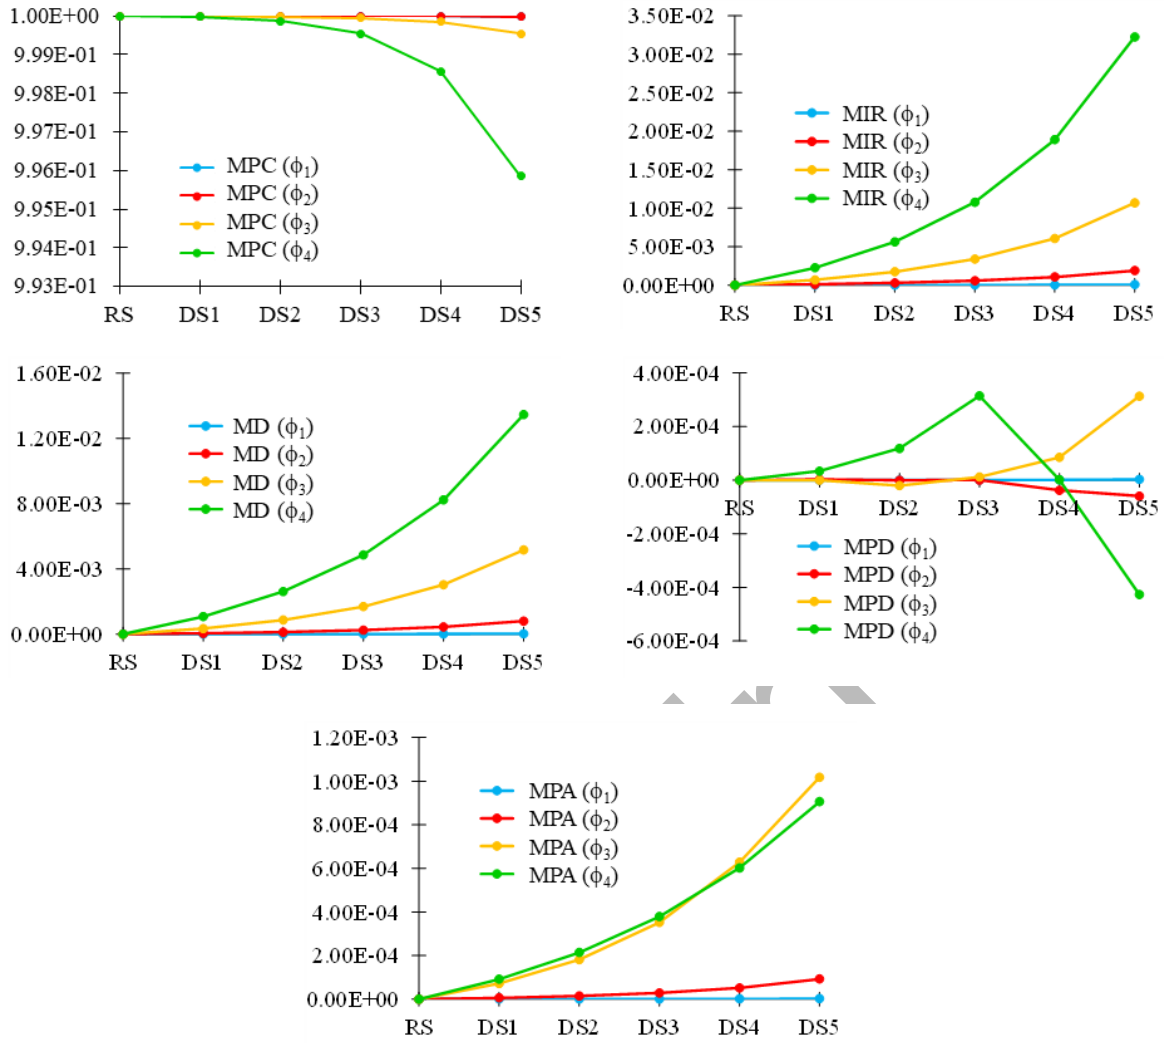 1.00E+00
9.99E-01
9.98E-01
9.97E-01
9.96E-01
9.95E-01
9.94E-01
9.93E-01
MPC (ϕ₁)
MPC (ϕ₂)
MPC (ϕ₃)
MPC (ϕ₄)
RS DS1 DS2 DS3 DS4 DS5
3.50E-02
3.00E-02
2.50E-02
2.00E-02
1.50E-02
1.00E-02
5.00E-03
0.00E+00
MIR (ϕ₁)
MIR (ϕ₂)
MIR (ϕ₃)
MIR (ϕ₄)
RS DS1 DS2 DS3 DS4 DS5
1.60E-02
1.20E-02
8.00E-03
4.00E-03
0.00E+00
MD (ϕ₁)
MD (ϕ₂)
MD (ϕ₃)
MD (ϕ₄)
RS DS1 DS2 DS3 DS4 DS5
4.00E-04
2.00E-04
0.00E+00
-2.00E-04
-4.00E-04
-6.00E-04
RS DS1 DS2 DS3 DS4 DS5
MPD (ϕ₁)
MPD (ϕ₂)
MPD (ϕ₃)
MPD (ϕ₄)
1.20E-03
1.00E-03
8.00E-04
6.00E-04
4.00E-04
2.00E-04
0.00E+00
MPA (ϕ₁)
MPA (ϕ₂)
MPA (ϕ₃)
MPA (ϕ₄)
RS DS1 DS2 DS3 DS4 DS5